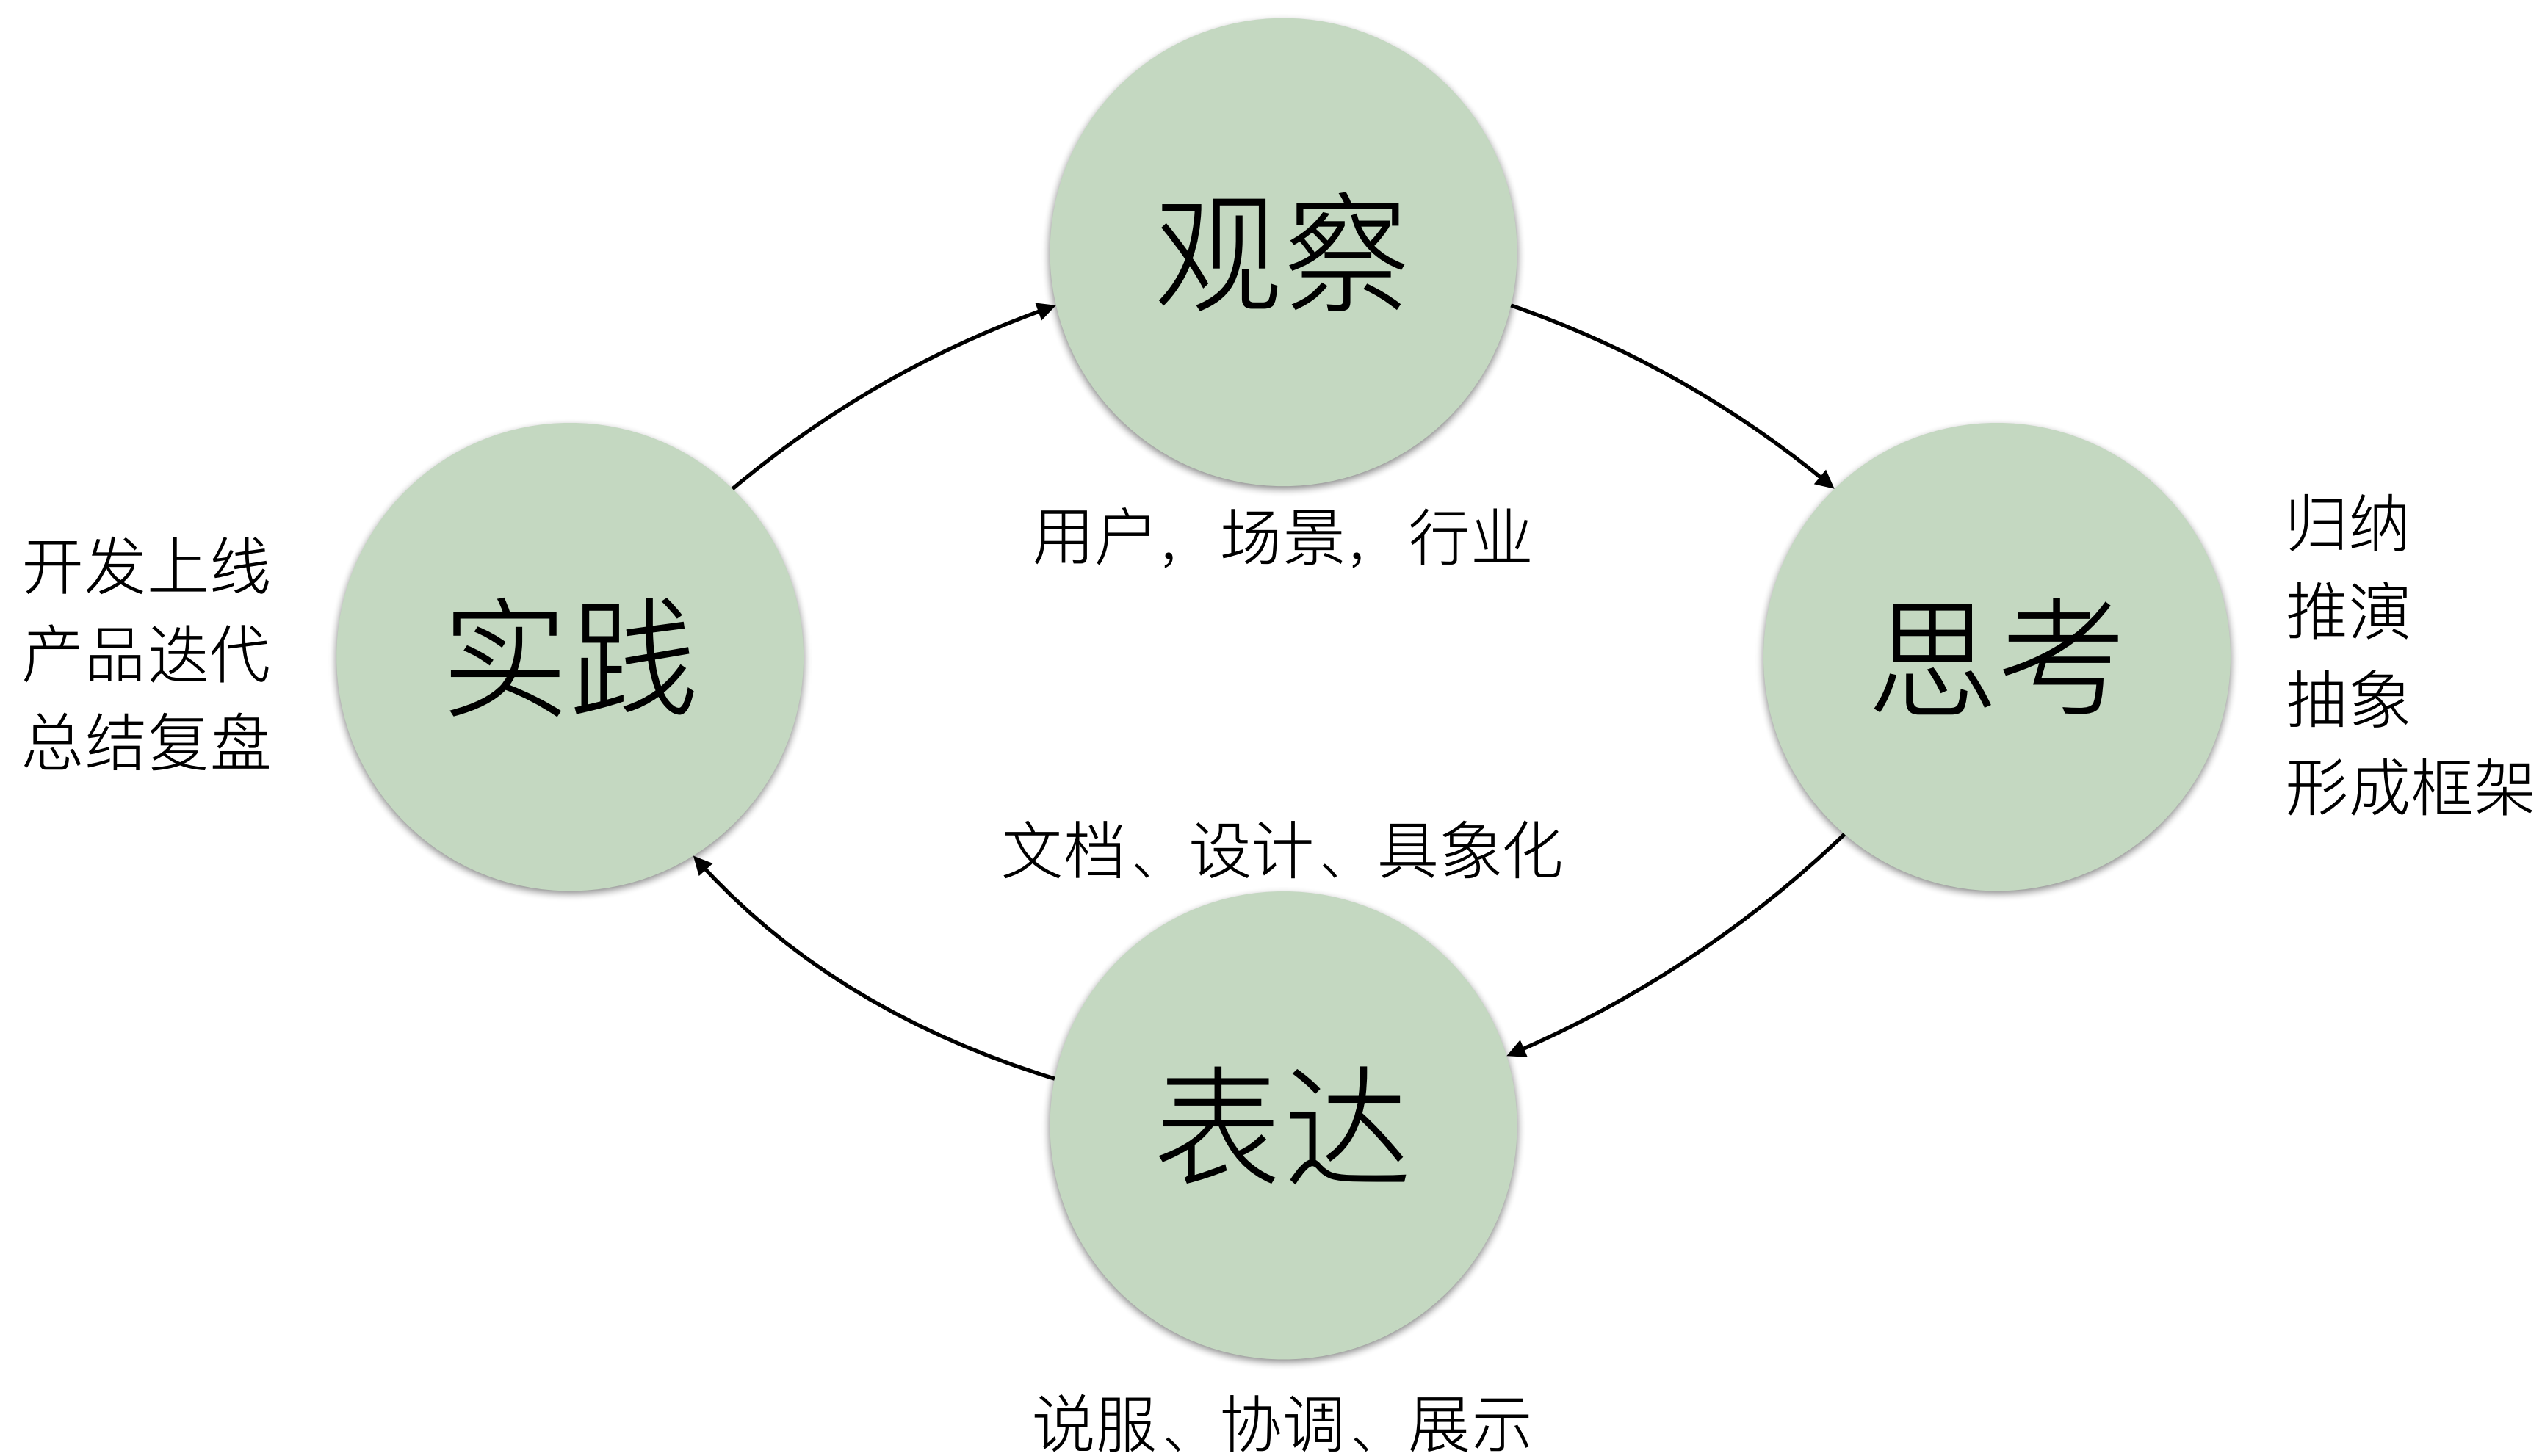 观察
用户，场景，行业
思考
归纳
推演
抽象
形成框架
文档、设计、具象化
表达
说服、协调、展示
实践
开发上线
产品迭代
总结复盘